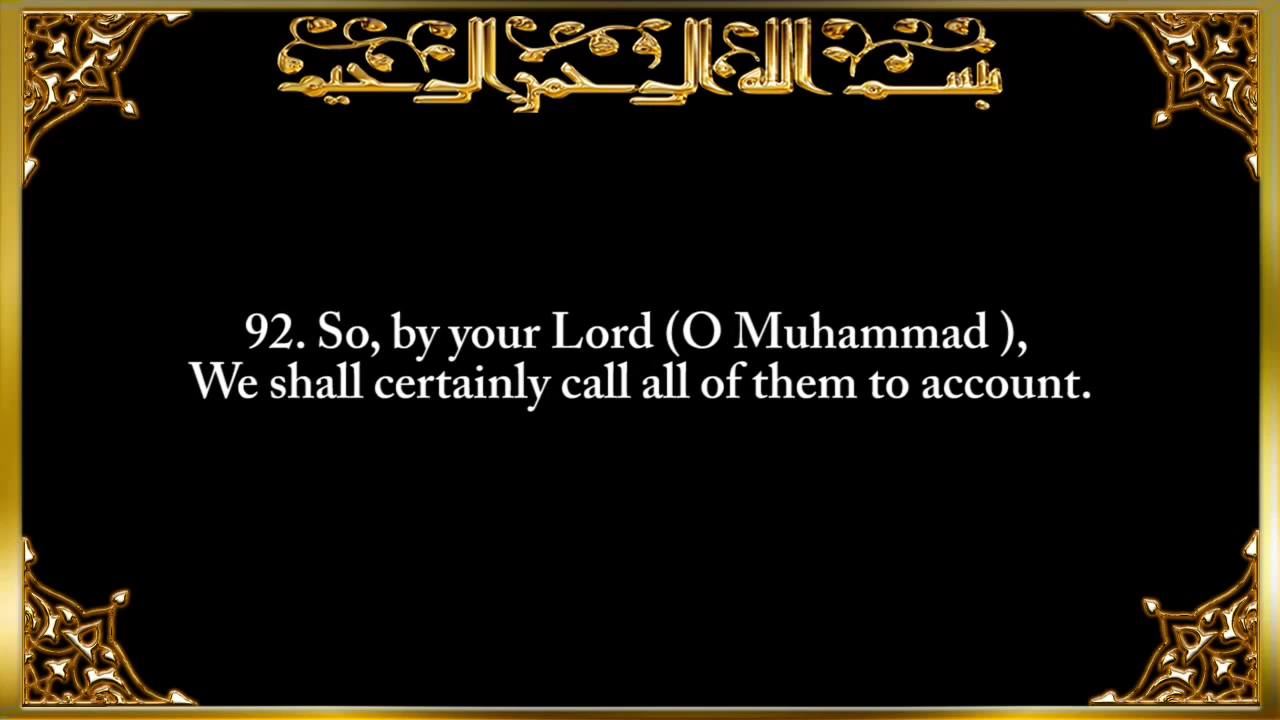 بسم الله الرحمن الرحيم
92. So, by your Lord (O Muhammad ),
We shall certainly call all of them to account.